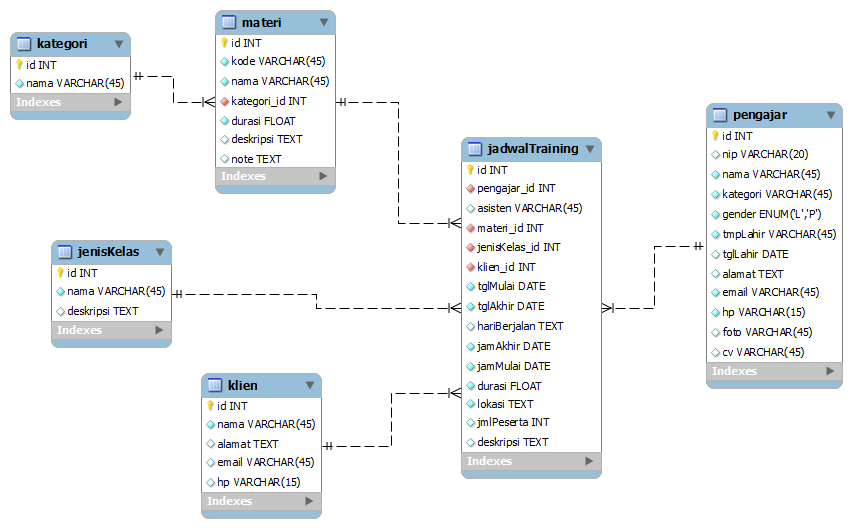 kategori
id INT
nama VARCHAR(45)
Indexes
materi
id INT
kode VARCHAR(45)
nama VARCHAR(45)
kategori_id INT
durasi FLOAT
deskripsi TEXT
note TEXT
Indexes
jenisKelas
id INT
nama VARCHAR(45)
deskripsi TEXT
Indexes
klien
id INT
nama VARCHAR(45)
alamat TEXT
email VARCHAR(45)
hp VARCHAR(15)
Indexes
jadwalTraining
id INT
pengajar_id INT
asisten VARCHAR(45)
materi_id INT
jenisKelas_id INT
klien_id INT
tglMulai DATE
tglAkhir DATE
hariBerjalan TEXT
jamAkhir DATE
jamMulai DATE
durasi FLOAT
lokasi TEXT
jmlPeserta INT
deskripsi TEXT
Indexes
pengajar
id INT
nip VARCHAR(20)
nama VARCHAR(45)
kategori VARCHAR(45)
gender ENUM('L','P')
tmpLahir VARCHAR(45)
tglLahir DATE
alamat TEXT
email VARCHAR(45)
hp VARCHAR(15)
foto VARCHAR(45)
cv VARCHAR(45)
Indexes